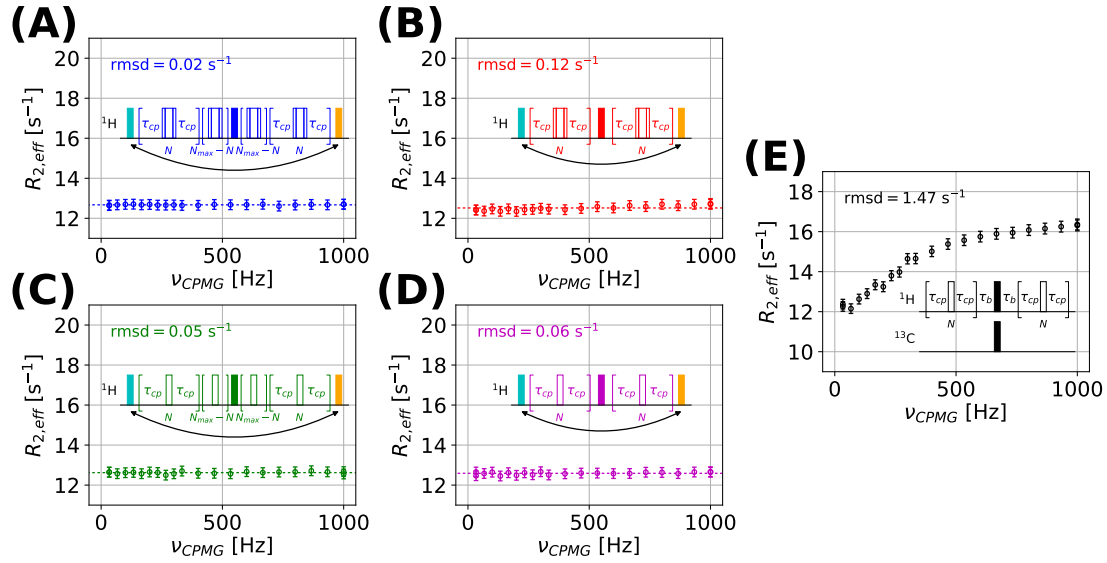 (A)
rmsd = 0.02 s⁻¹
¹H
[τcp τcp] [ ] [ ] [τcp τcp]
N Nmax − N Nmax − N N
R2,eff [s⁻¹]
20
18
16
14
12
0 500 1000
νCPMG [Hz]
(B)
rmsd = 0.12 s⁻¹
¹H
[τcp τcp] [τcp τcp]
N N
R2,eff [s⁻¹]
20
18
16
14
12
0 500 1000
νCPMG [Hz]
(C)
rmsd = 0.05 s⁻¹
¹H
[τcp τcp] [ ] [ ] [τcp τcp]
N Nmax − N Nmax − N N
R2,eff [s⁻¹]
20
18
16
14
12
0 500 1000
νCPMG [Hz]
(D)
rmsd = 0.06 s⁻¹
¹H
[τcp τcp] [τcp τcp]
N N
R2,eff [s⁻¹]
20
18
16
14
12
0 500 1000
νCPMG [Hz]
(E)
rmsd = 1.47 s⁻¹
¹H
[τcp τcp] τb τb [τcp τcp]
N N
¹³C
R2,eff [s⁻¹]
18
16
14
12
10
0 500 1000
νCPMG [Hz]